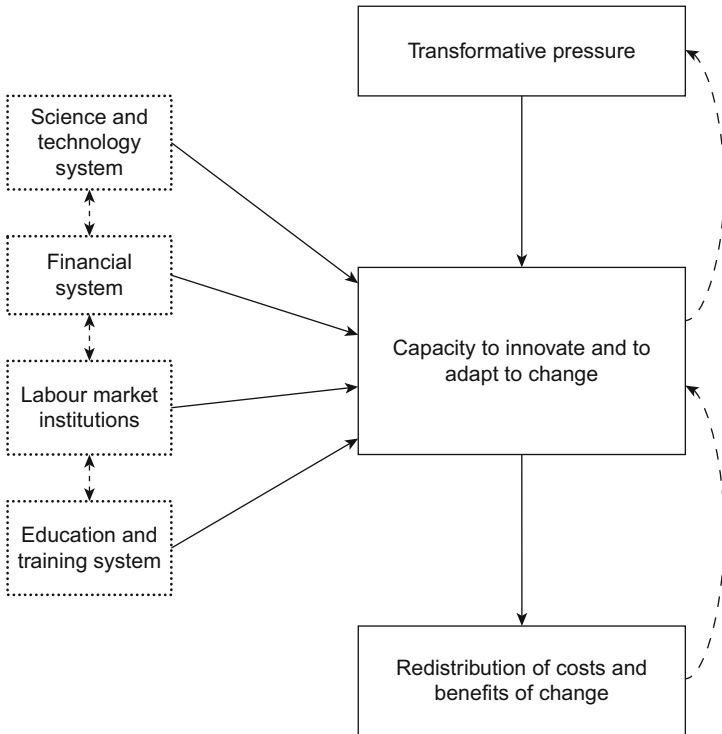 Transformative pressure
Science and
technology
system
Financial
system
Capacity to innovate and to
adapt to change
Labour market
institutions
Education and
training system
Redistribution of costs and
benefits of change